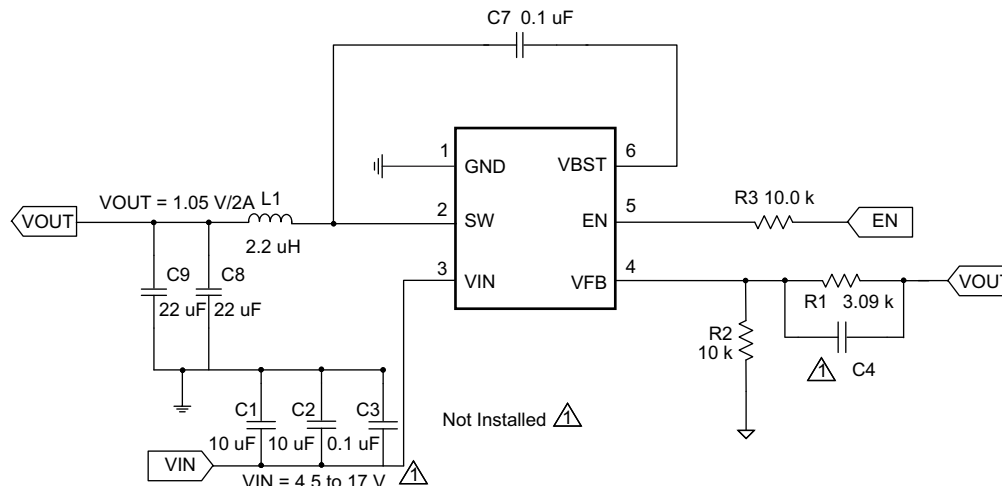 C7 0.1 uF
1
GND
VBST
6
VOUT
VOUT = 1.05 V/2A
L1
2.2 uH
2
SW
EN
5
R3 10.0 k
EN
3
VIN
VFB
4
C9
22 uF
C8
22 uF
R1 3.09 k
VOUT
R2
10 k
1
C4
C1
10 uF
C2
10 uF
C3
0.1 uF
Not Installed 1
VIN
VIN = 4.5 to 17 V
1